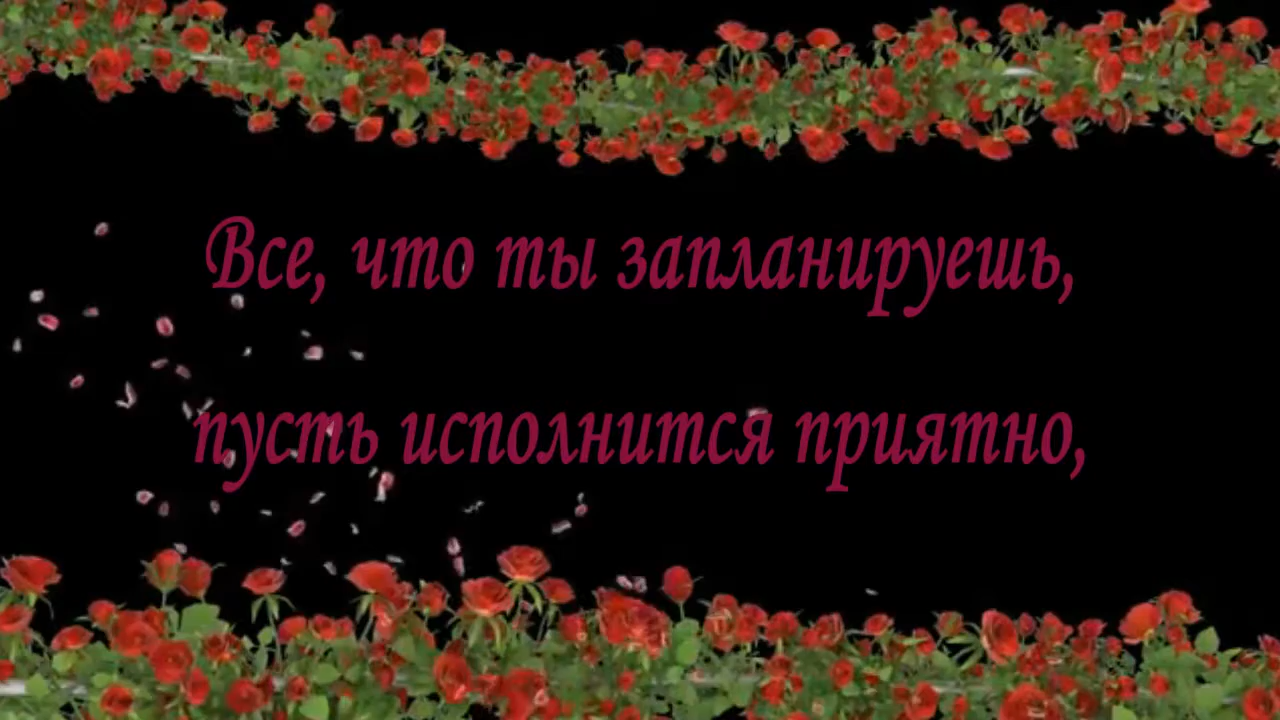 Все, что ты запланируешь,
пусть исполнится приятно,